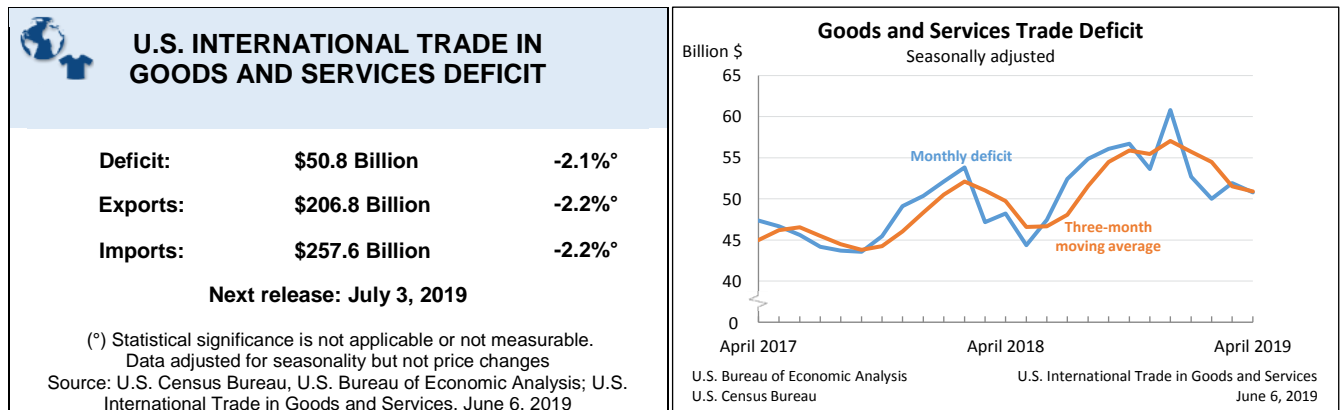 U.S. INTERNATIONAL TRADE IN
GOODS AND SERVICES DEFICIT
Deficit: $50.8 Billion -2.1%°
Exports: $206.8 Billion -2.2%°
Imports: $257.6 Billion -2.2%°
Next release: July 3, 2019
(°) Statistical significance is not applicable or not measurable.
Data adjusted for seasonality but not price changes
Source: U.S. Census Bureau, U.S. Bureau of Economic Analysis; U.S.
International Trade in Goods and Services, June 6, 2019
Goods and Services Trade Deficit
Billion $
Seasonally adjusted
65
60
55
50
45
40
0
Monthly deficit
Three-month
moving average
April 2017 April 2018 April 2019
U.S. Bureau of Economic Analysis U.S. International Trade in Goods and Services
U.S. Census Bureau June 6, 2019